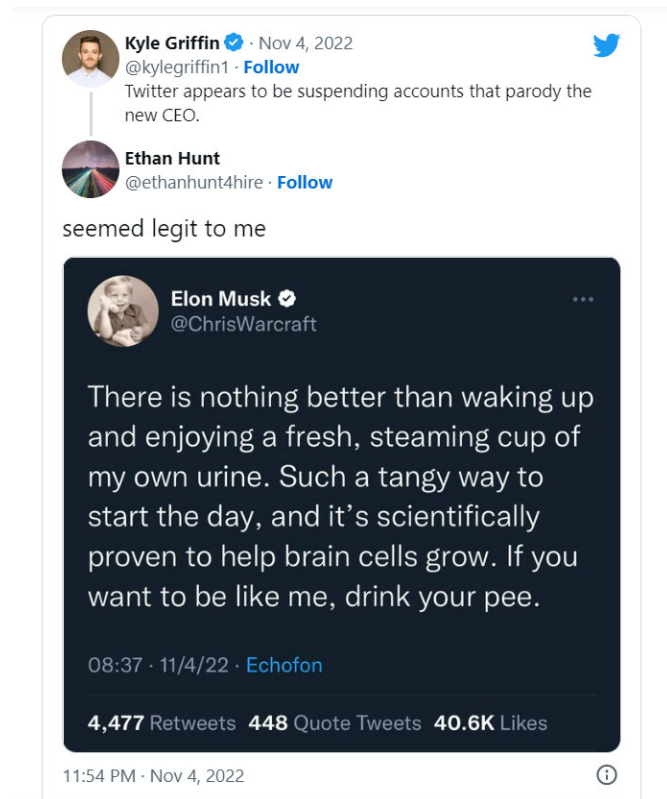 Kyle Griffin · Nov 4, 2022
@kylegriffin1 · Follow
Twitter appears to be suspending accounts that parody the
new CEO.
Ethan Hunt
@ethanhunt4hire · Follow
seemed legit to me
Elon Musk
@ChrisWarcraft
There is nothing better than waking up
and enjoying a fresh, steaming cup of
my own urine. Such a tangy way to
start the day, and it’s scientifically
proven to help brain cells grow. If you
want to be like me, drink your pee.
08:37 · 11/4/22 · Echofon
4,477 Retweets 448 Quote Tweets 40.6K Likes
11:54 PM · Nov 4, 2022